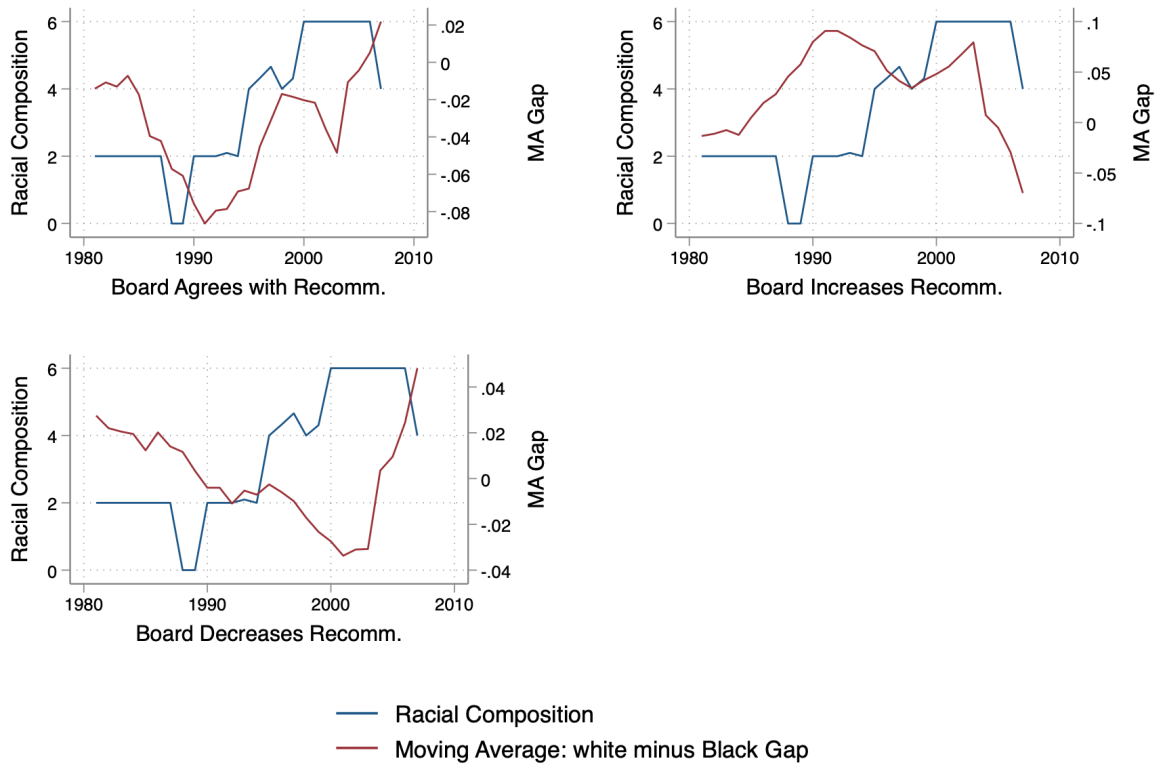 6
4
2
0
Racial Composition
.02
0
-.02
-.04
-.06
-.08
MA Gap
1980 1990 2000 2010
Board Agrees with Recomm.
6
4
2
0
Racial Composition
.1
.05
0
-.05
-.1
MA Gap
1980 1990 2000 2010
Board Increases Recomm.
6
4
2
0
Racial Composition
.04
.02
0
-.02
-.04
MA Gap
1980 1990 2000 2010
Board Decreases Recomm.
Racial Composition
Moving Average: white minus Black Gap